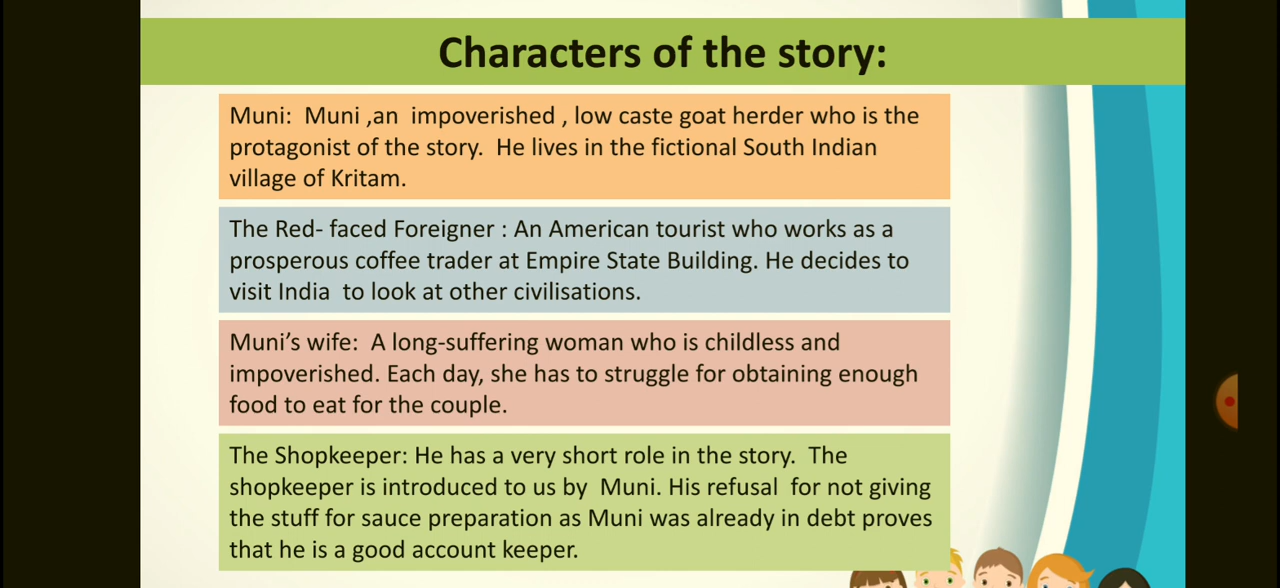 Characters of the story:
Muni: Muni ,an impoverished , low caste goat herder who is the
protagonist of the story. He lives in the fictional South Indian
village of Kritam.
The Red- faced Foreigner : An American tourist who works as a
prosperous coffee trader at Empire State Building. He decides to
visit India to look at other civilisations.
Muni’s wife: A long-suffering woman who is childless and
impoverished. Each day, she has to struggle for obtaining enough
food to eat for the couple.
The Shopkeeper: He has a very short role in the story. The
shopkeeper is introduced to us by Muni. His refusal for not giving
the stuff for sauce preparation as Muni was already in debt proves
that he is a good account keeper.